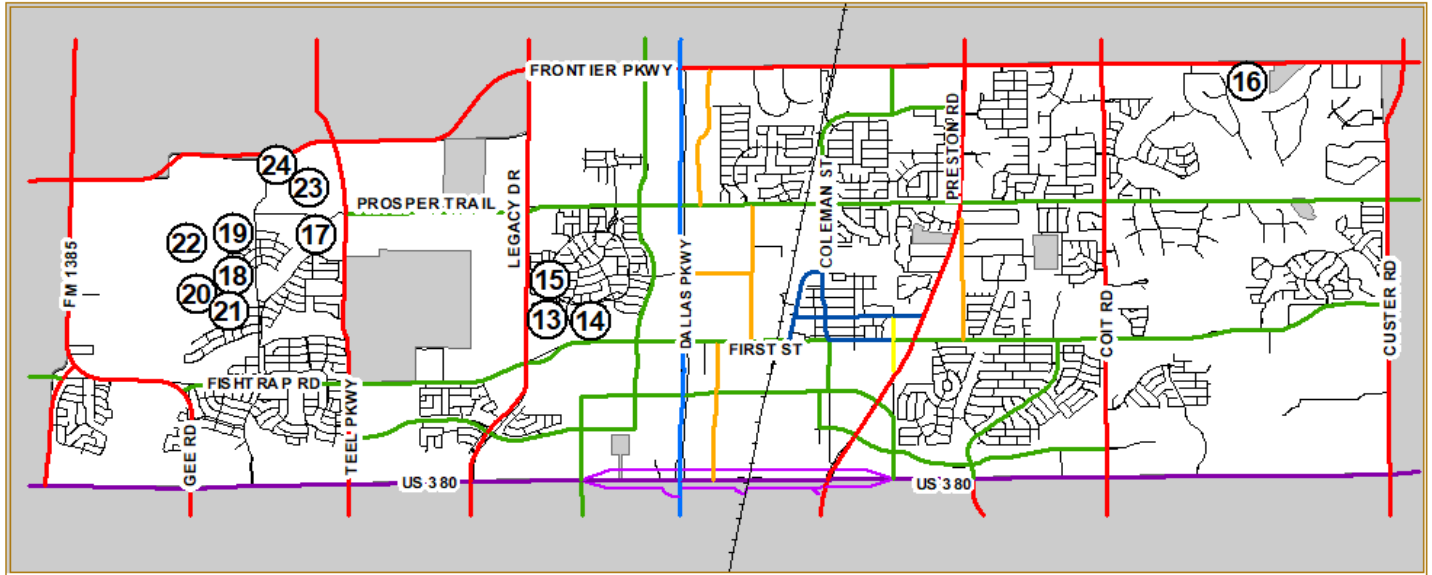 FRONTIER PKWY
16
24
23
PROSPER TRAIL
LEGACY DR
COLEMAN ST
PRESTON RD
22
19
17
FM 1385
18
20
21
15
13
14
DALLAS PKWY
FIRST ST
COIT RD
CUSTER RD
FISHTRAP RD
GEE RD
TEEL PKWY
US 380
US 380